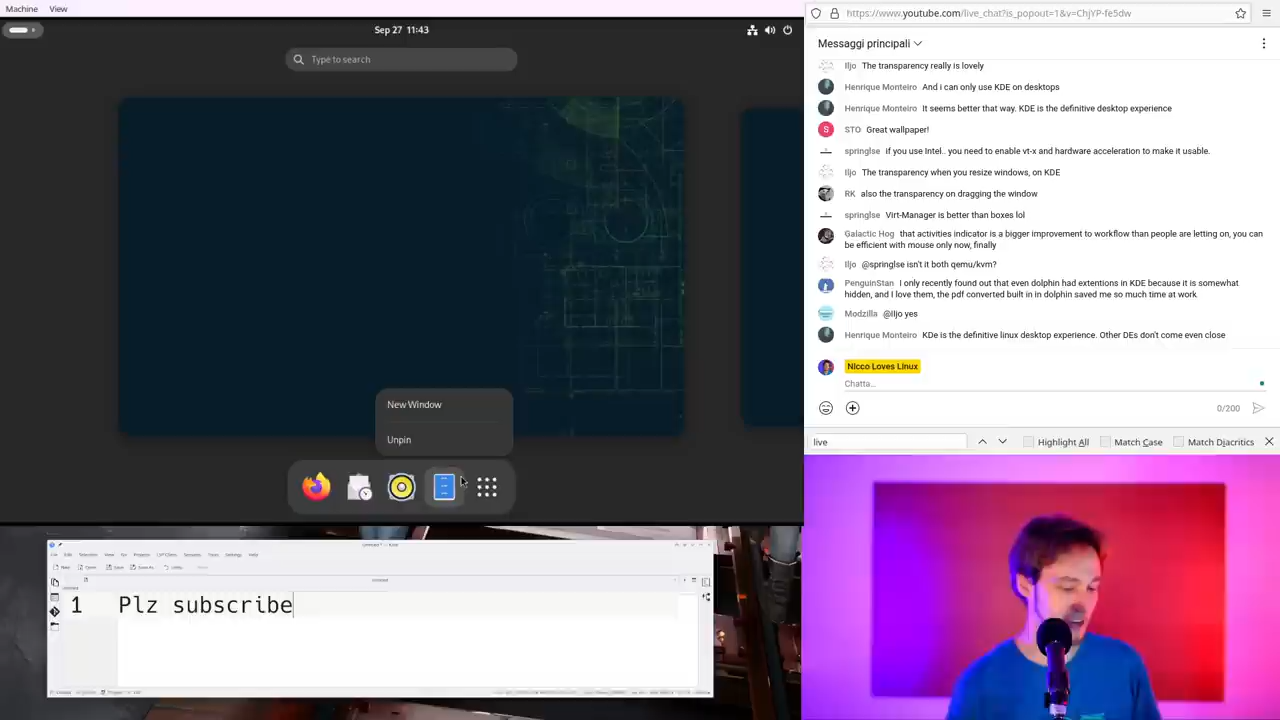 Machine View
Sep 27 11:43
Type to search
New Window
Unpin
1 Plz subscribe
https://www.youtube.com/live_chat?is_popout=1&v=ChjYP-fe5dw
Messaggi principali
Iljo The transparency really is lovely
Henrique Monteiro And i can only use KDE on desktops
Henrique Monteiro It seems better that way. KDE is the definitive desktop experience
S STO Great wallpaper!
springlse if you use Intel.. you need to enable vt-x and hardware acceleration to make it usable.
Iljo The transparency when you resize windows, on KDE
RK also the transparency on dragging the window
springlse Virt-Manager is better than boxes lol
Galactic Hog that activities indicator is a bigger improvement to workflow than people are letting on, you can
be efficient with mouse only now, finally
Iljo @springlse isn't it both qemu/kvm?
PenguinStan I only recently found out that even dolphin had extentions in KDE because it is somewhat
hidden, and I love them, the pdf converted built in in dolphin saved me so much time at work
Modzilla @Iljo yes
Henrique Monteiro KDe is the definitive linux desktop experience. Other DEs don't come even close
Nicco Loves Linux
Chatta...
0/200
live
Highlight All Match Case Match Diacritics